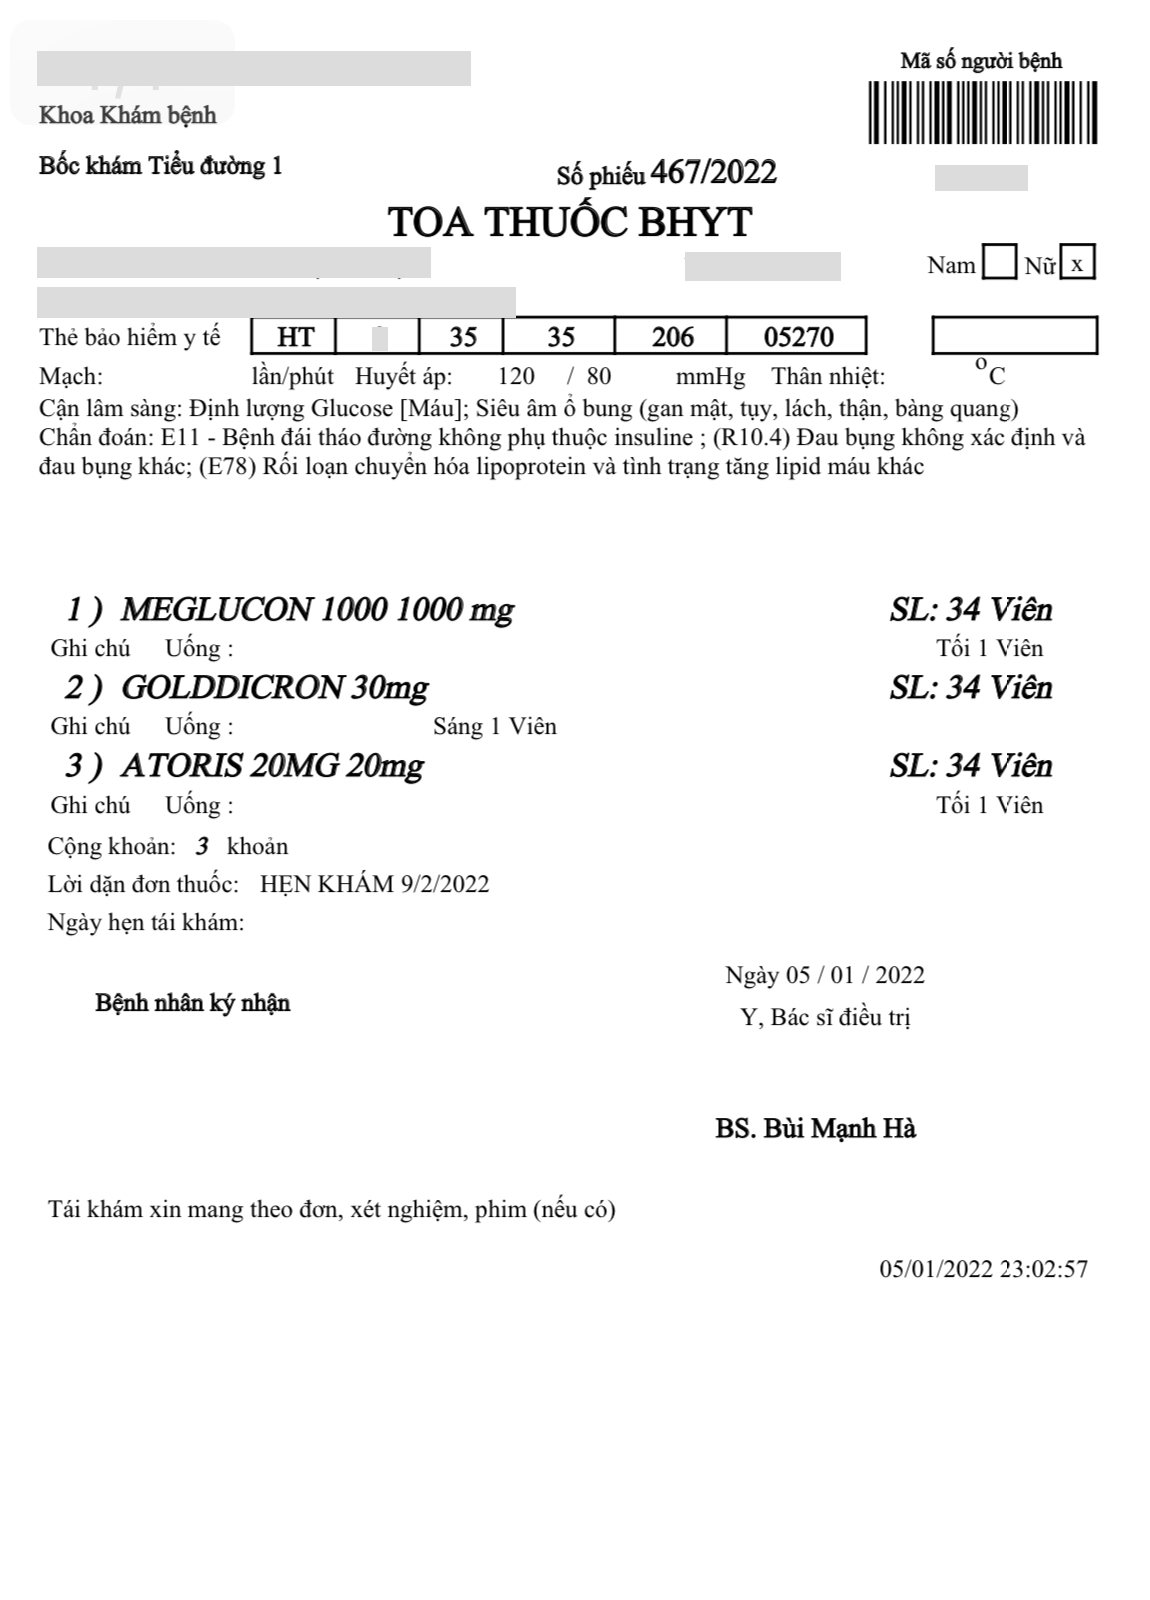 Mã số người bệnh
Khoa Khám bệnh
Bốc khám Tiểu đường 1
Số phiếu 467/2022
TOA THUỐC BHYT
Nam Nữ x
Thẻ bảo hiểm y tế HT 35 35 206 05270
Mạch: lần/phút Huyết áp: 120 / 80 mmHg Thân nhiệt: °C
Cận lâm sàng: Định lượng Glucose [Máu]; Siêu âm ổ bung (gan mật, tụy, lách, thận, bàng quang)
Chẩn đoán: E11 - Bệnh đái tháo đường không phụ thuộc insuline ; (R10.4) Đau bụng không xác định và
đau bụng khác; (E78) Rối loạn chuyển hóa lipoprotein và tình trạng tăng lipid máu khác
1 ) MEGLUCON 1000 1000 mg SL: 34 Viên
Ghi chú Uống : Tối 1 Viên
2 ) GOLDDICRON 30mg SL: 34 Viên
Ghi chú Uống : Sáng 1 Viên
3 ) ATORIS 20MG 20mg SL: 34 Viên
Ghi chú Uống : Tối 1 Viên
Cộng khoản: 3 khoản
Lời dặn đơn thuốc: HẸN KHÁM 9/2/2022
Ngày hẹn tái khám:
Ngày 05 / 01 / 2022
Bệnh nhân ký nhận
Y, Bác sĩ điều trị
BS. Bùi Mạnh Hà
Tái khám xin mang theo đơn, xét nghiệm, phim (nếu có)
05/01/2022 23:02:57